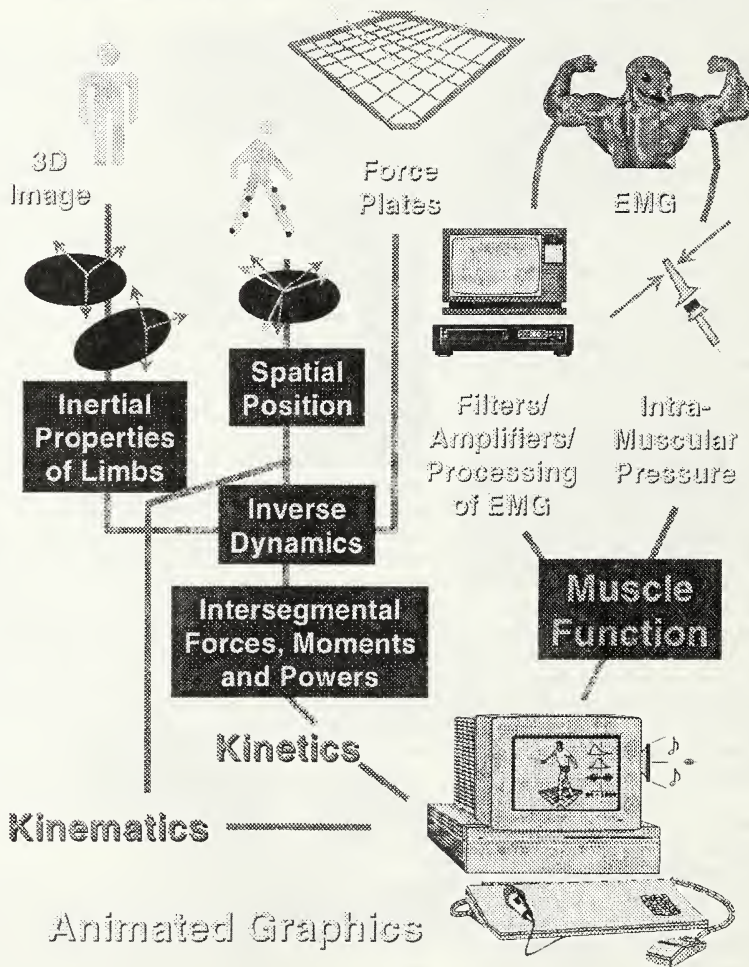 3D
Image
Force
Plates
EMG
Inertial
Properties
of Limbs
Spatial
Position
Filters/
Amplifiers/
Processing
of EMG
Intra-
Muscular
Pressure
Inverse
Dynamics
Intersegmental
Forces, Moments
and Powers
Muscle
Function
Kinetics
Kinematics
Animated Graphics